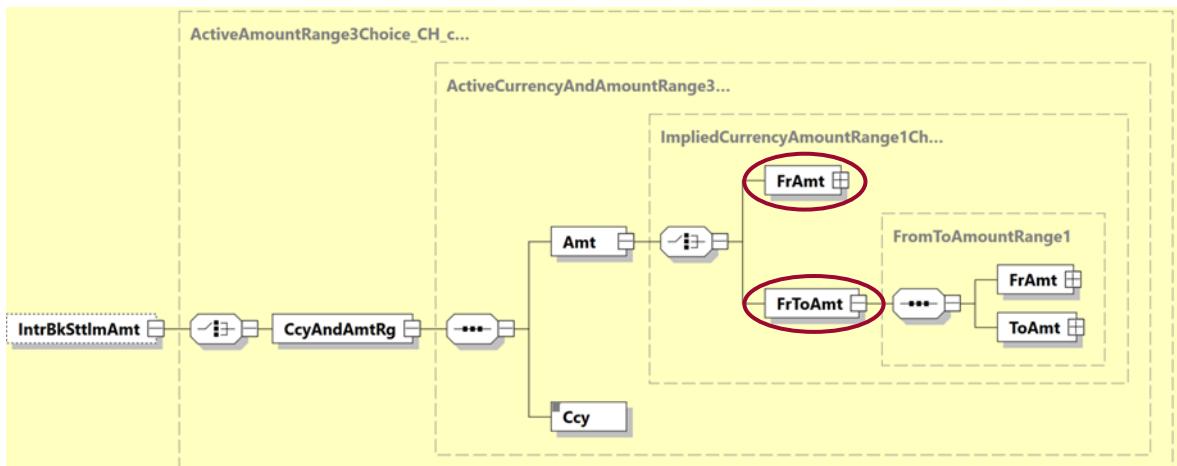 ActiveAmountRange3Choice_CH_c...
ActiveCurrencyAndAmountRange3...
ImpliedCurrencyAmountRange1Ch...
FrAmt
FromToAmountRange1
Amt
FrAmt
FrToAmt
IntrBkSttlmAmt
CcyAndAmtRg
ToAmt
Ccy